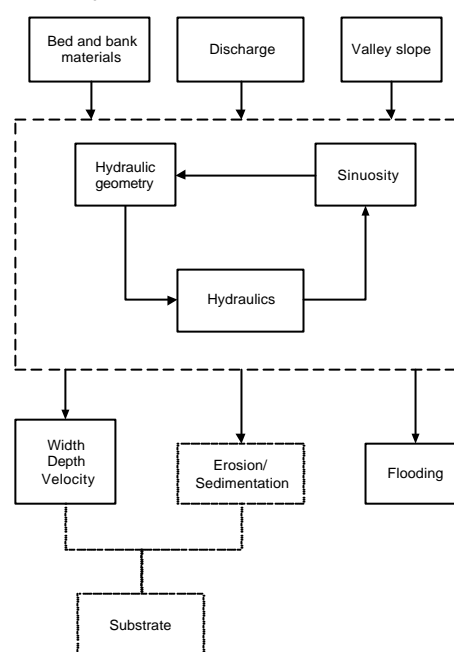 Bed and bank
materials
Discharge
Valley slope
Hydraulic
geometry
Sinuosity
Hydraulics
Width
Depth
Velocity
Erosion/
Sedimentation
Flooding
Substrate